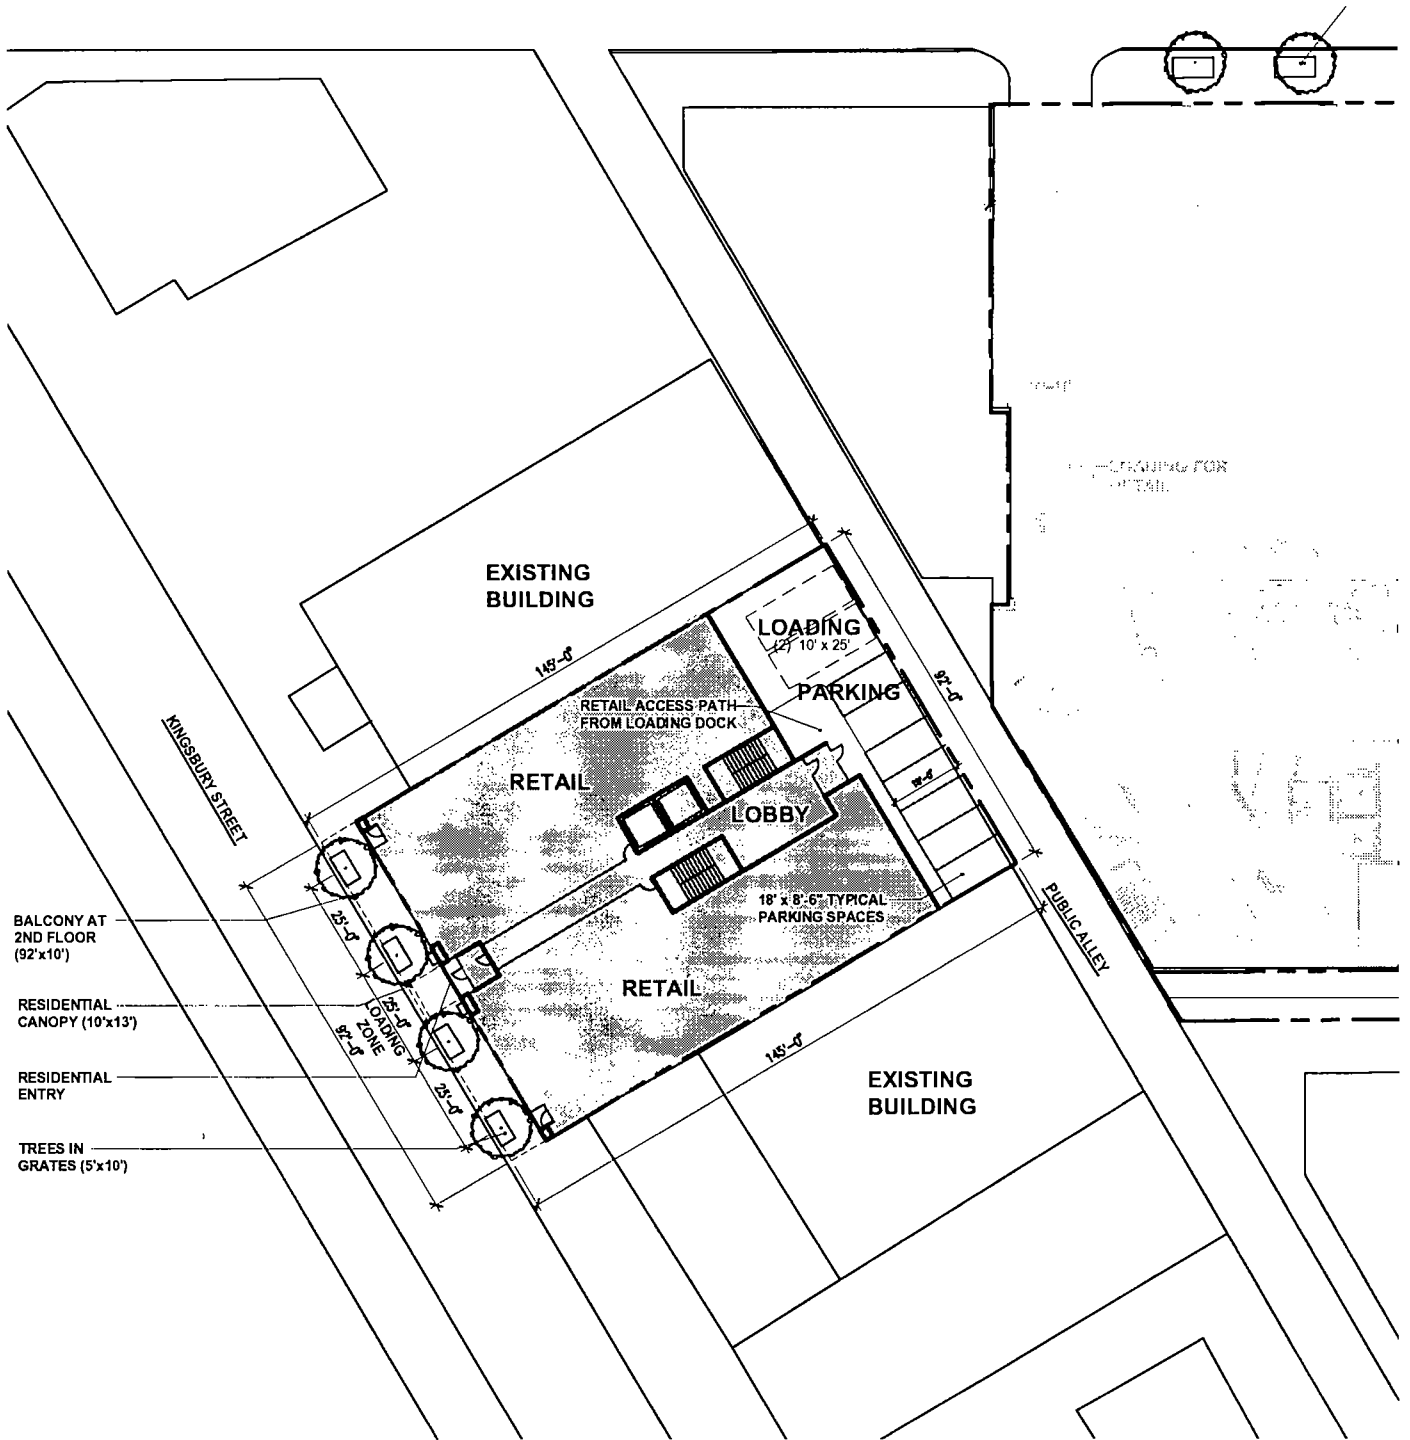 EXISTING
BUILDING
LOADING
(2) 10' x 25'
145'-0"
PARKING
92'-0"
RETAIL ACCESS PATH
FROM LOADING DOCK
KINGSBURY STREET
RETAIL
LOBBY
18' x 8'-6" TYPICAL
PARKING SPACES
PUBLIC ALLEY
BALCONY AT
2ND FLOOR
(92'x10')
25'-0"
RETAIL
RESIDENTIAL
CANOPY (10'x13')
25'-0"
LOADING
ZONE
92'-0"
145'-0"
RESIDENTIAL
ENTRY
25'-0"
EXISTING
BUILDING
TREES IN
GRATES (5'x10')